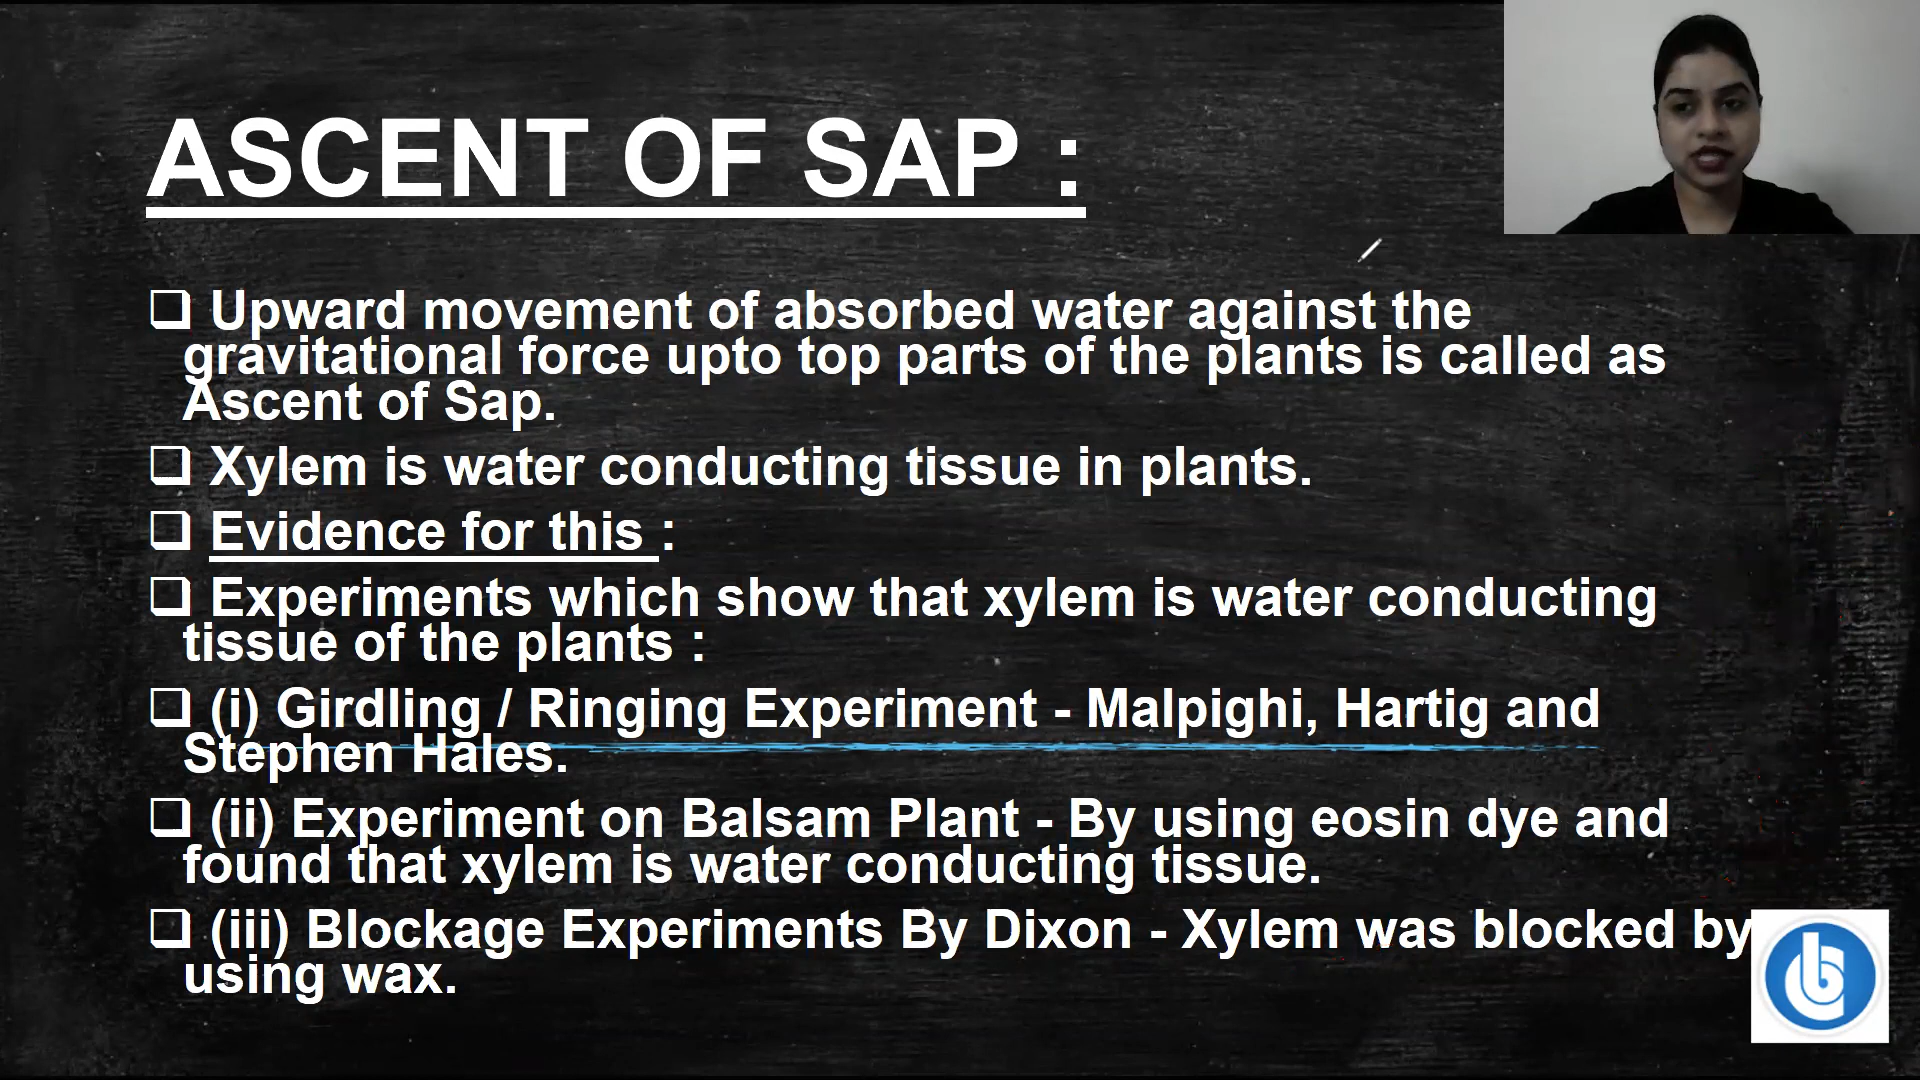 ASCENT OF SAP :
❑ Upward movement of absorbed water against the
gravitational force upto top parts of the plants is called as
Ascent of Sap.
❑ Xylem is water conducting tissue in plants.
❑ Evidence for this :
❑ Experiments which show that xylem is water conducting
tissue of the plants :
❑ (i) Girdling / Ringing Experiment - Malpighi, Hartig and
Stephen Hales.
❑ (ii) Experiment on Balsam Plant - By using eosin dye and
found that xylem is water conducting tissue.
❑ (iii) Blockage Experiments By Dixon - Xylem was blocked by
using wax.